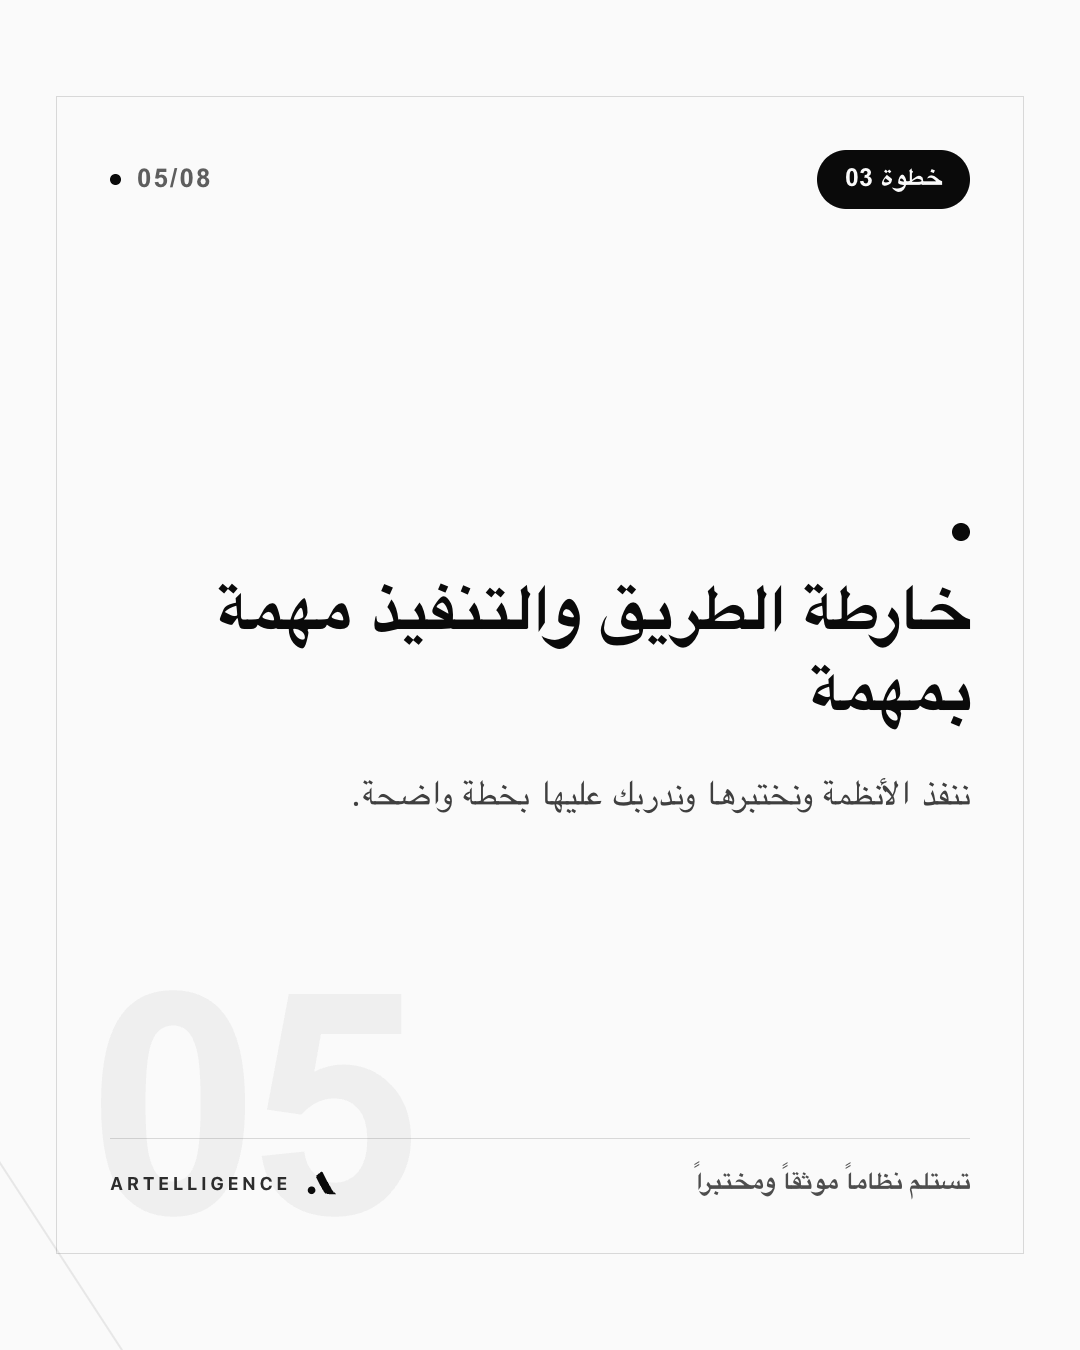 خطوة 03
05/08
خارطة الطريق والتنفيذ مهمة
بمهمة
ننفذ الأنظمة ونختبرها وندربك عليها بخطة واضحة.
05
تستلم نظاماً موثقاً ومختبراً
ARTELLIGENCE